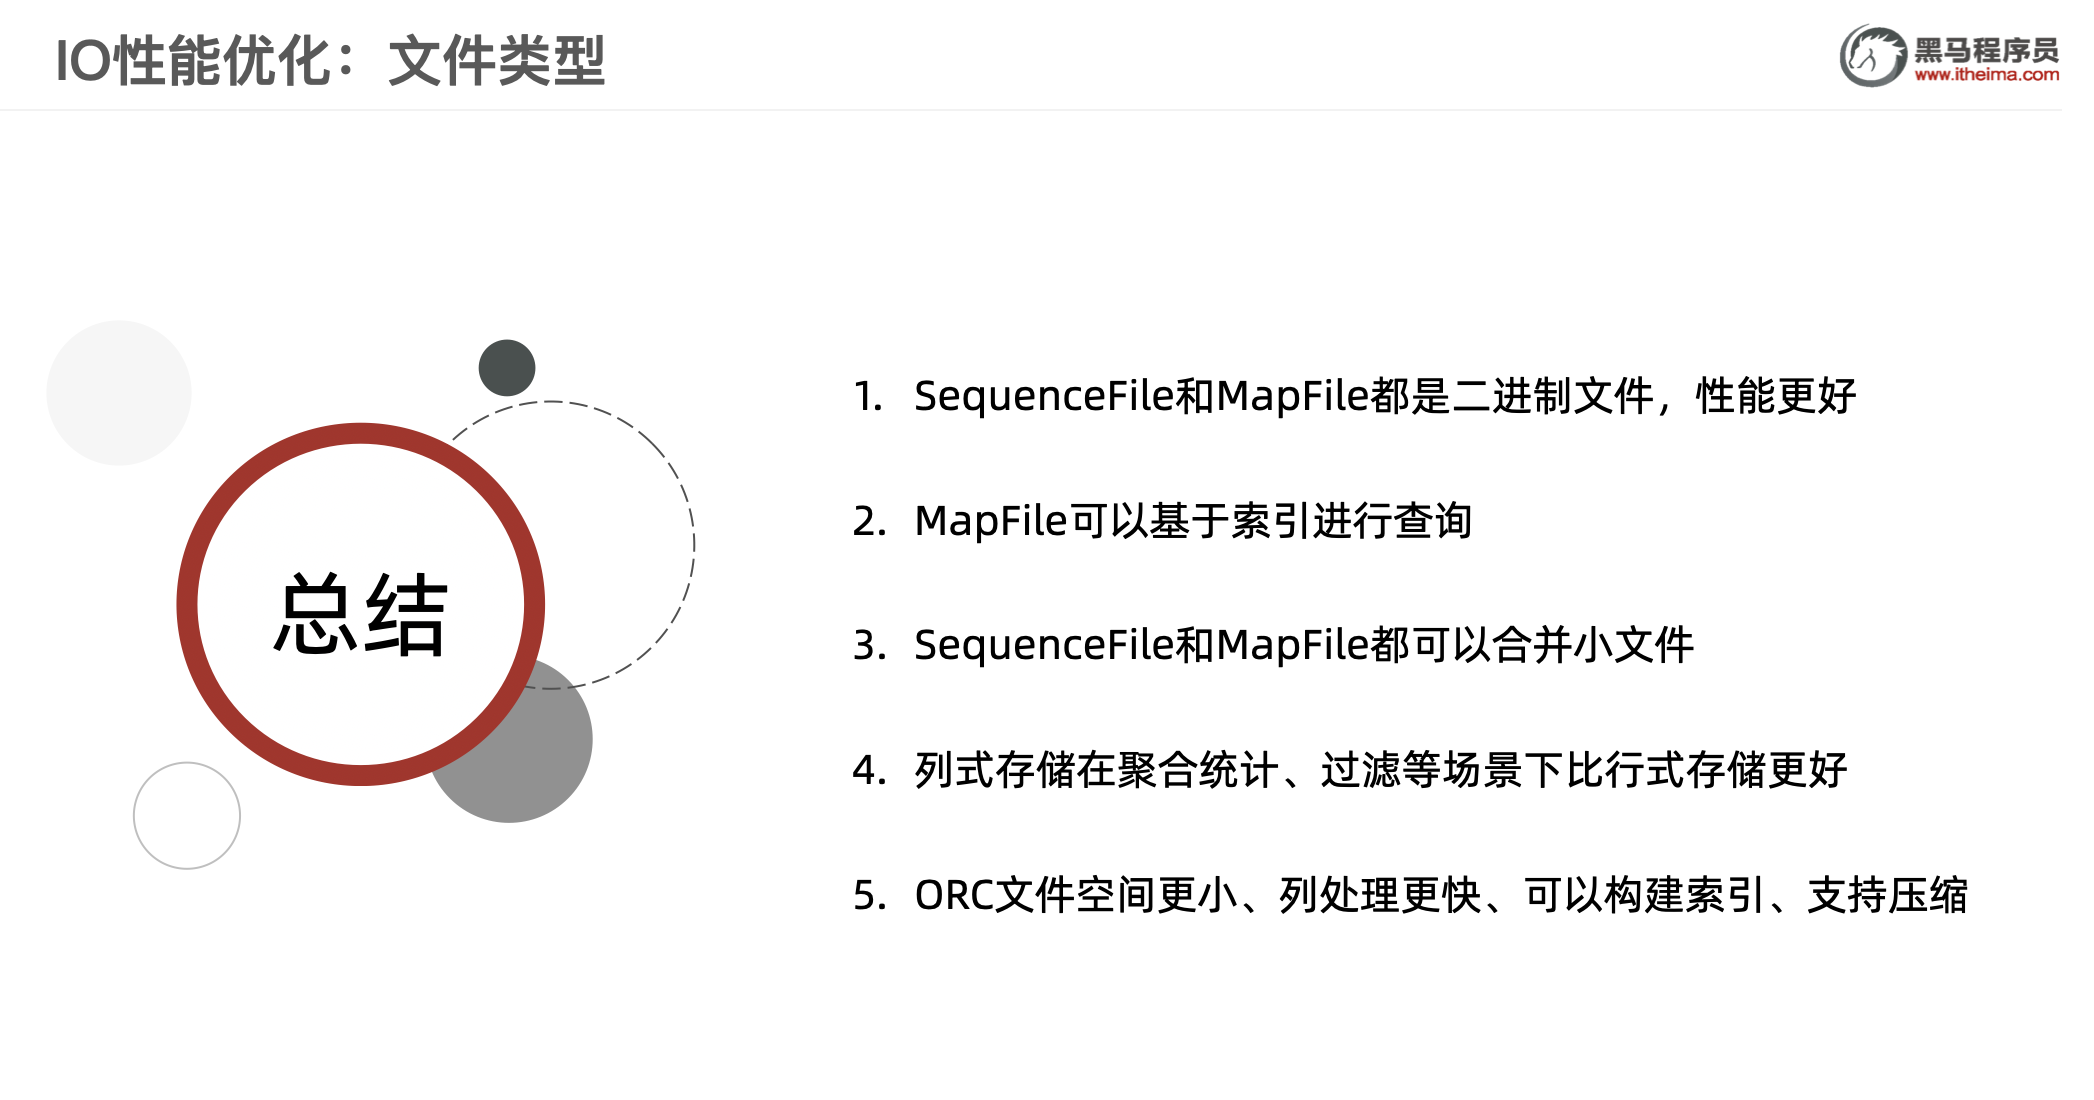 IO性能优化：文件类型
黑马程序员
www.itheima.com
总结
1. SequenceFile和MapFile都是二进制文件，性能更好
2. MapFile可以基于索引进行查询
3. SequenceFile和MapFile都可以合并小文件
4. 列式存储在聚合统计、过滤等场景下比行式存储更好
5. ORC文件空间更小、列处理更快、可以构建索引、支持压缩